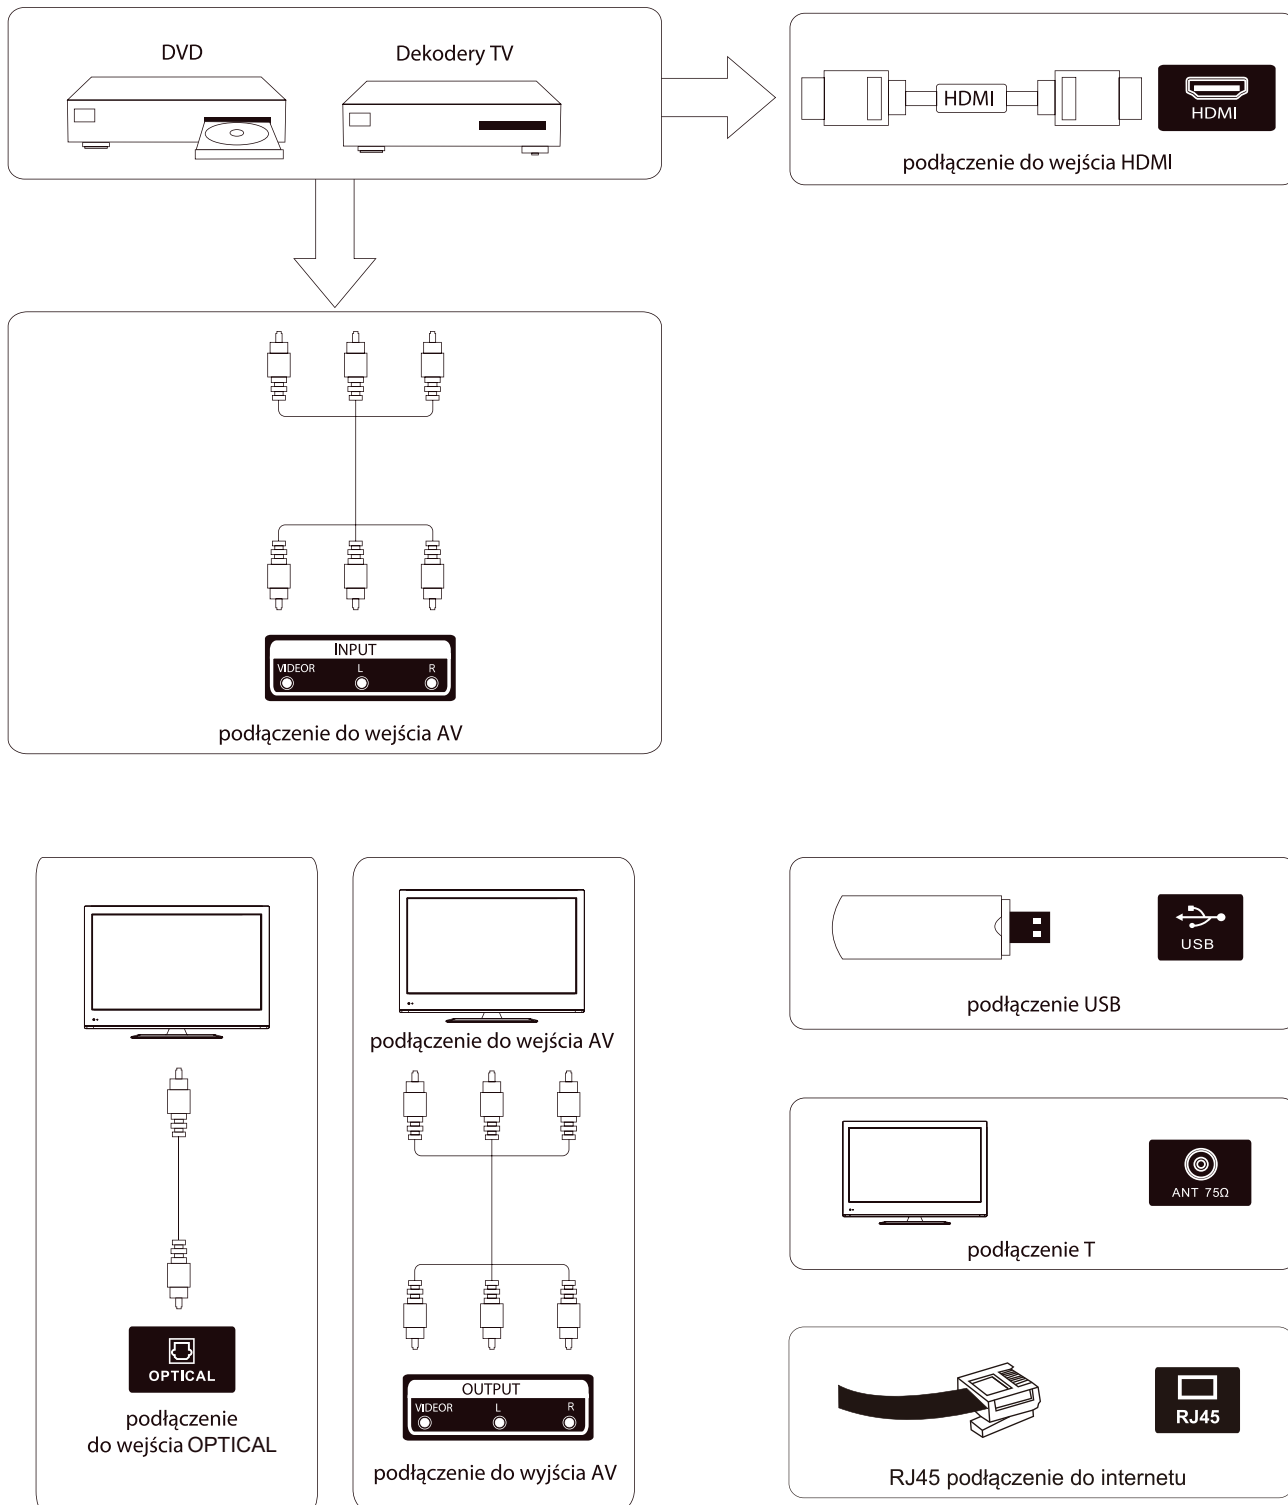 DVD
Dekodery TV
HDMI
HDMI
podłączenie do wejścia HDMI
INPUT
VIDEOR L R
podłączenie do wejścia AV
OPTICAL
podłączenie
do wejścia OPTICAL
podłączenie do wejścia AV
OUTPUT
VIDEOR L R
podłączenie do wyjścia AV
USB
podłączenie USB
ANT 75Ω
podłączenie T
RJ45
RJ45 podłączenie do internetu